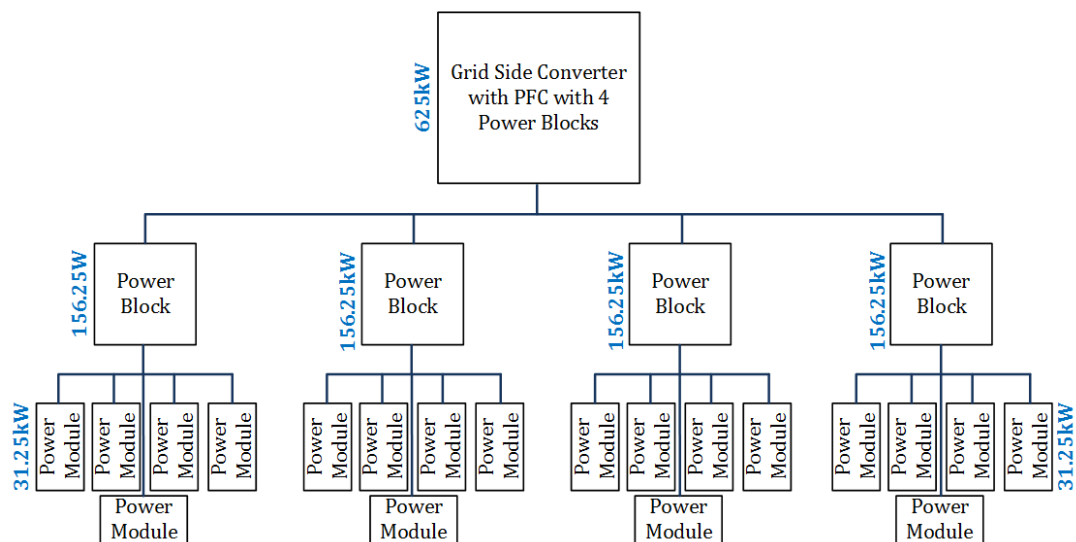 625kW
Grid Side Converter
with PFC with 4
Power Blocks
156.25W
Power
Block
156.25kW
Power
Block
156.25kW
Power
Block
156.25kW
Power
Block
31.25kW
Power
Module
Power
Module
Power
Module
Power
Module
Power
Module
Power
Module
Power
Module
Power
Module
Power
Module
Power
Module
Power
Module
Power
Module
Power
Module
Power
Module
Power
Module
Power
Module
31.25kW
Power
Module
Power
Module
Power
Module
Power
Module